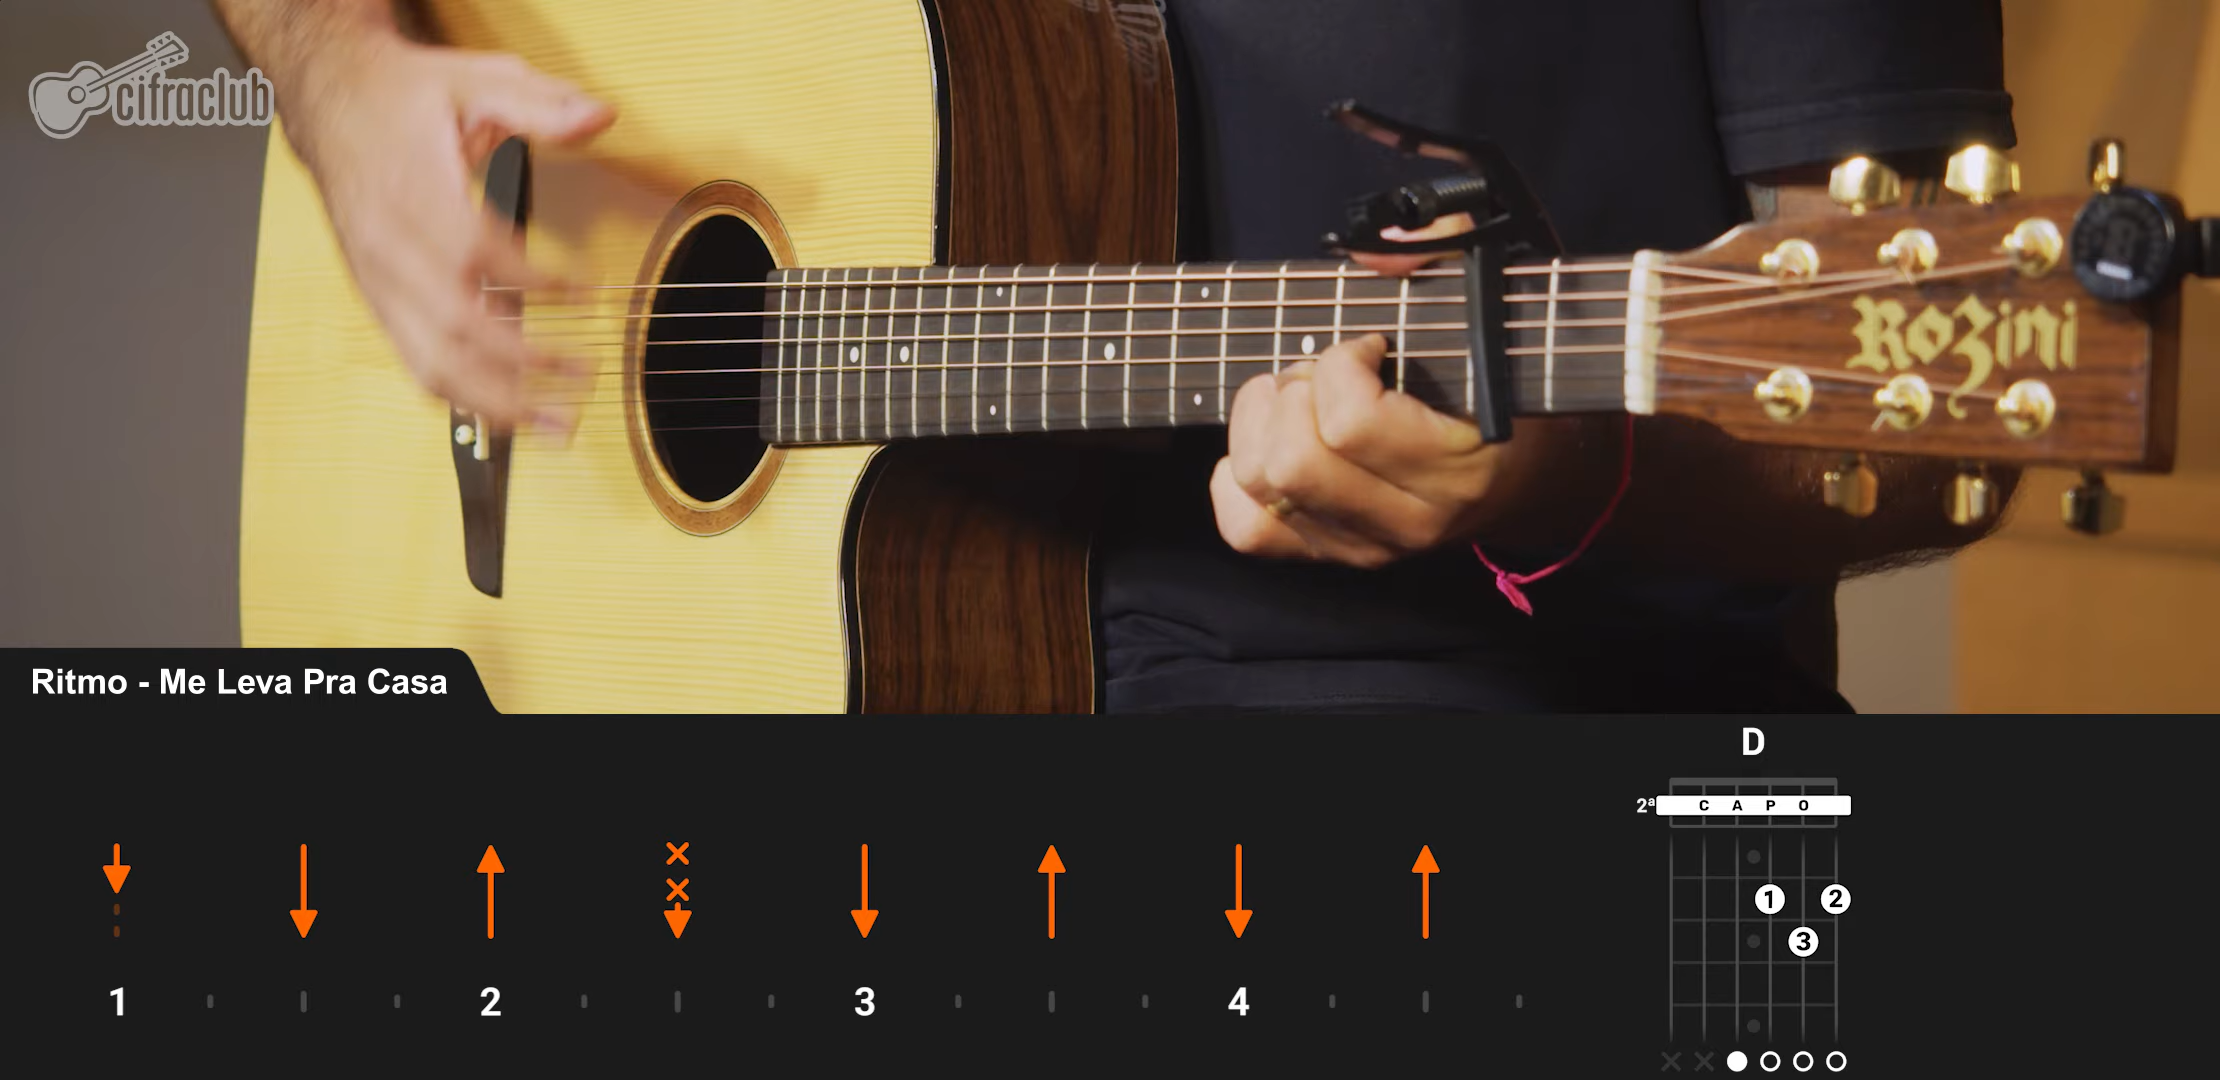 cifraclub
Rozini
Ritmo - Me Leva Pra Casa
D
2ª C A P O
1 2
3
1 2 3 4